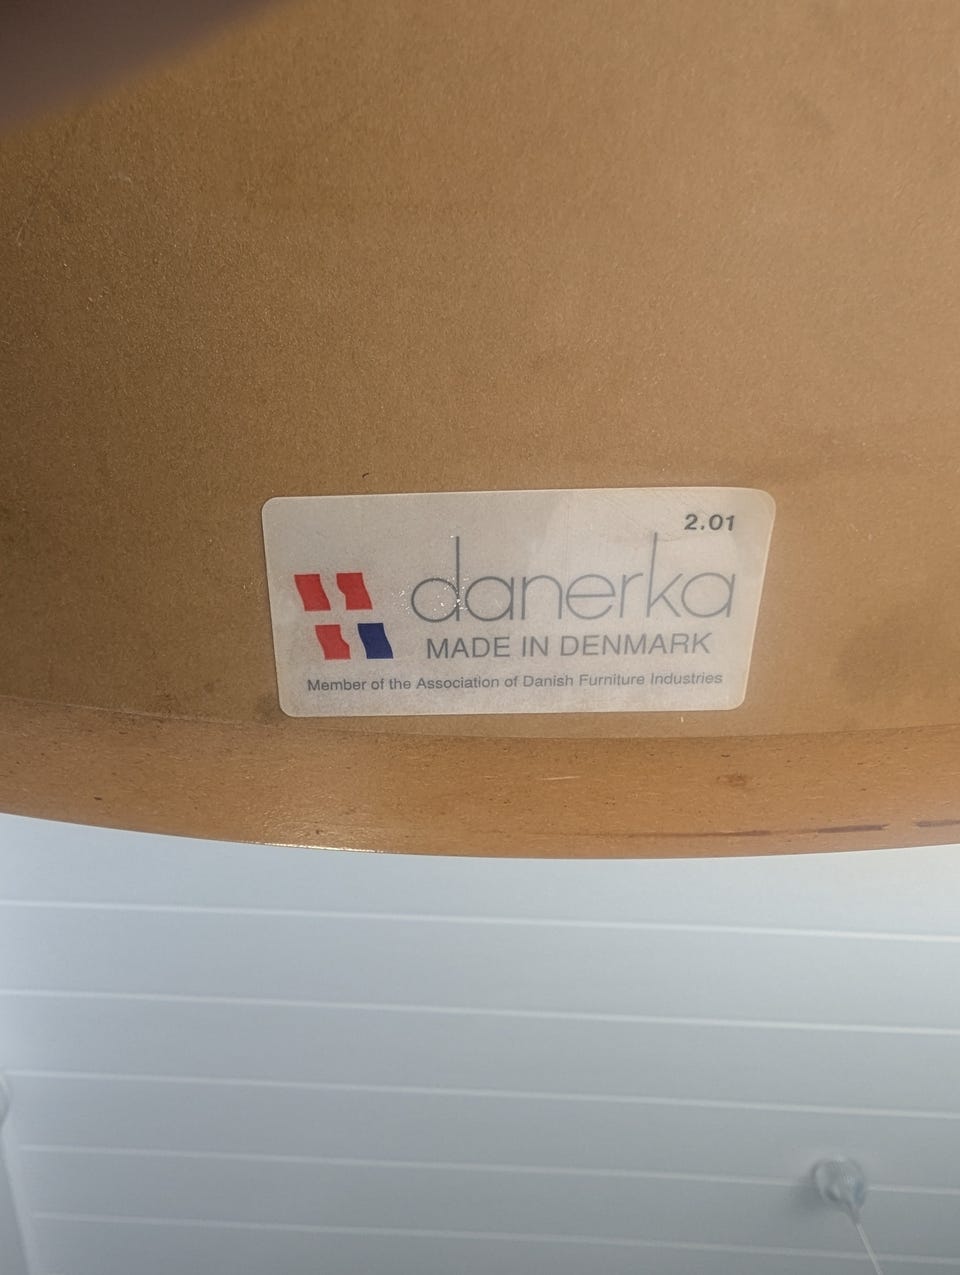 2.01
danerka
MADE IN DENMARK
Member of the Association of Danish Furniture Industries